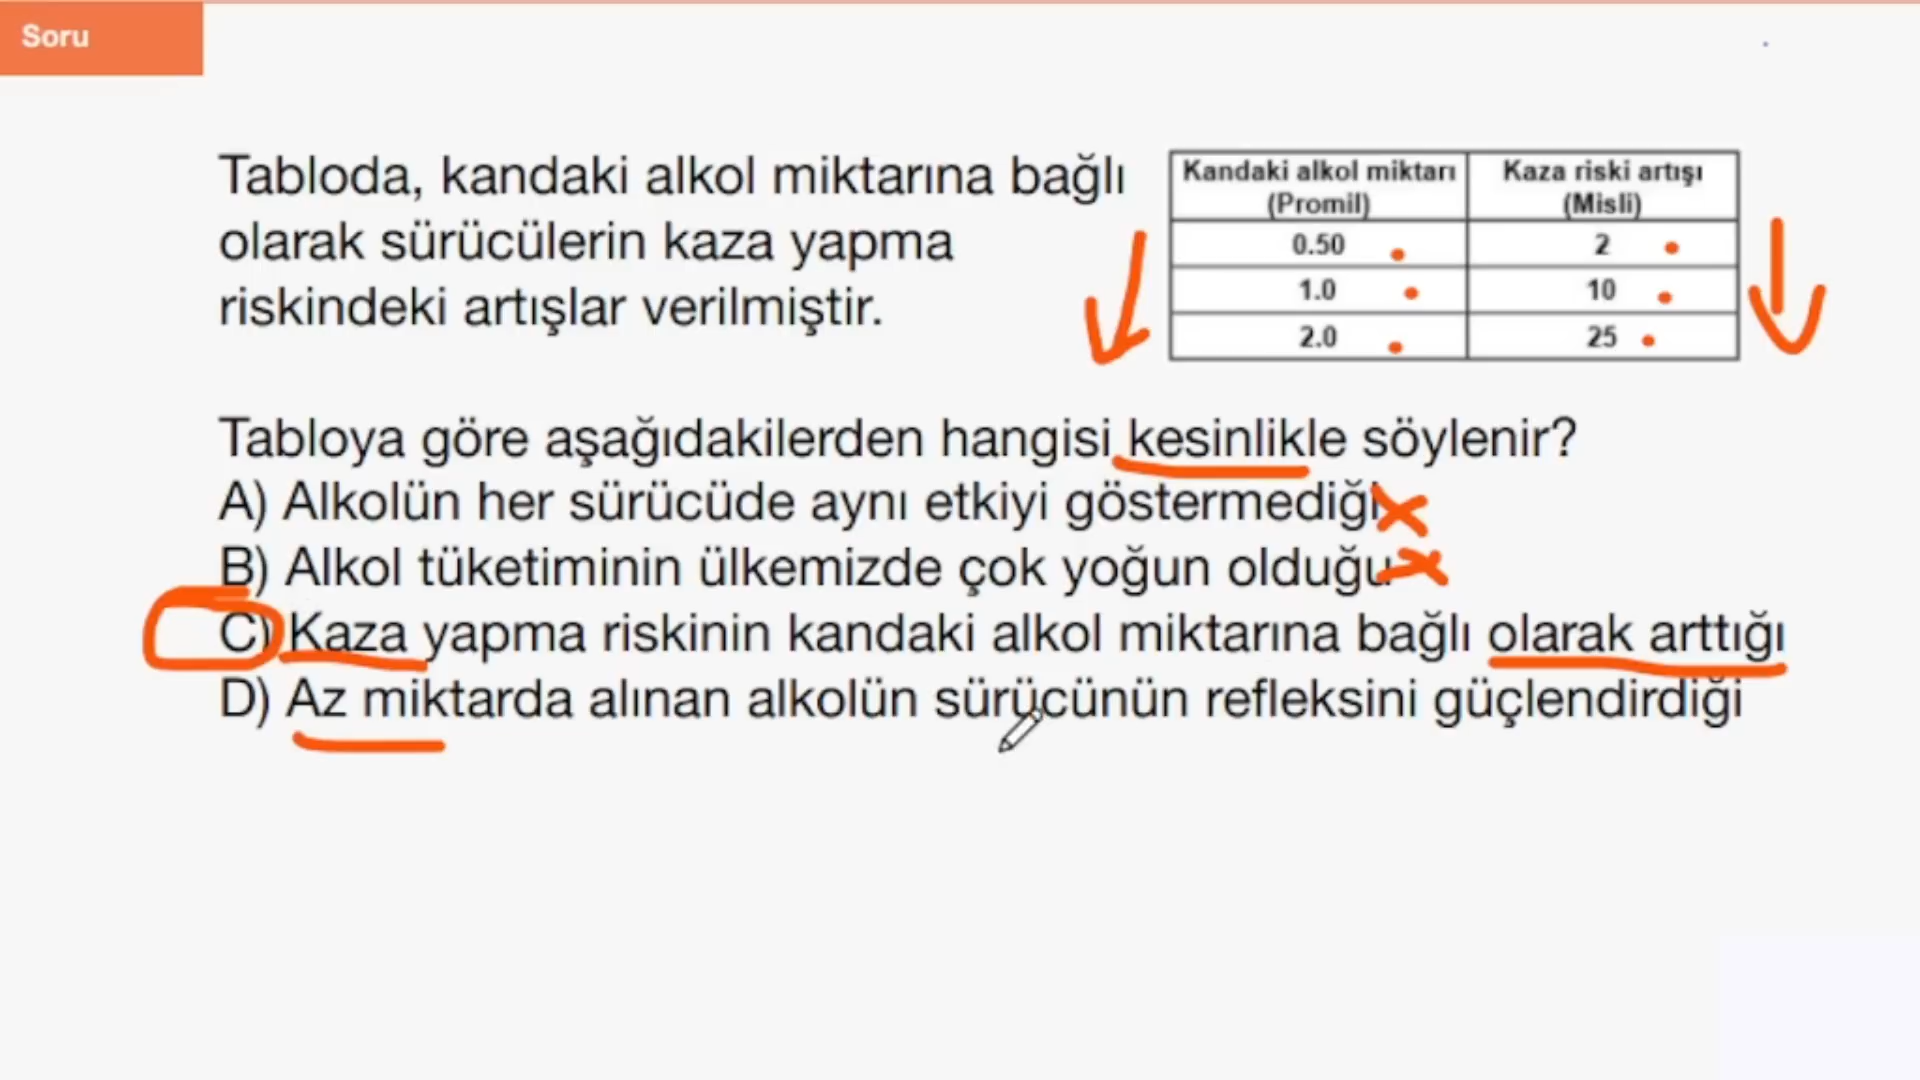 Soru
Tabloda, kandaki alkol miktarına bağlı
olarak sürücülerin kaza yapma
riskindeki artışlar verilmiştir.
Kandaki alkol miktarı Kaza riski artışı
(Promil) (Misli)
0.50 2
1.0 10
2.0 25
Tabloya göre aşağıdakilerden hangisi kesinlikle söylenir?
A) Alkolün her sürücüde aynı etkiyi göstermediği
B) Alkol tüketiminin ülkemizde çok yoğun olduğu
C) Kaza yapma riskinin kandaki alkol miktarına bağlı olarak arttığı
D) Az miktarda alınan alkolün sürücünün refleksini güçlendirdiği